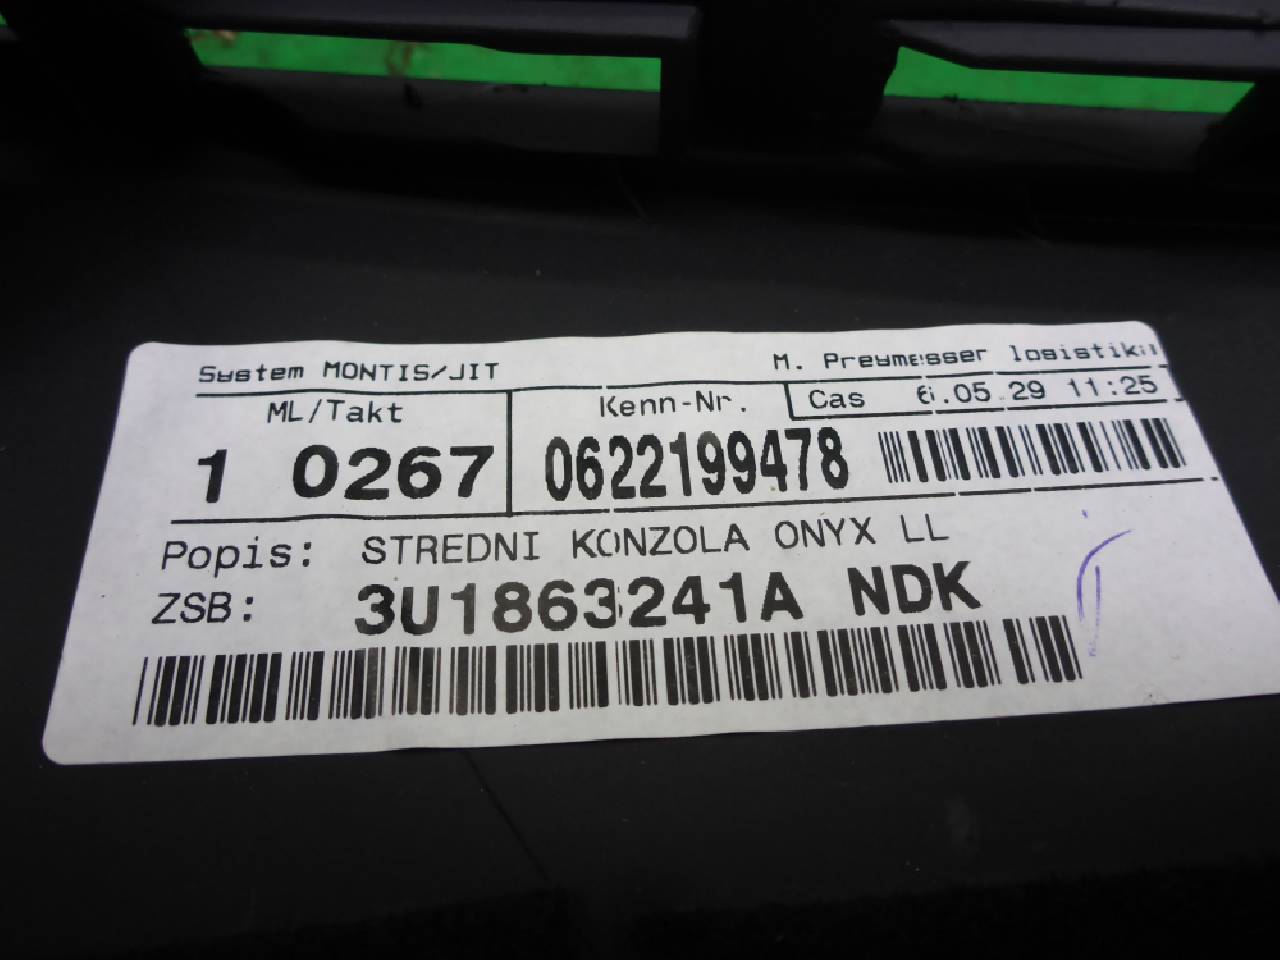 System MONTIS/JIT
M. Preymesser logistika
ML/Takt
Kenn-Nr.
Cas 6.05.29 11:25
1 0267
0622199478
Popis: STREDNI KONZOLA ONYX LL
ZSB: 3U1863241A NDK